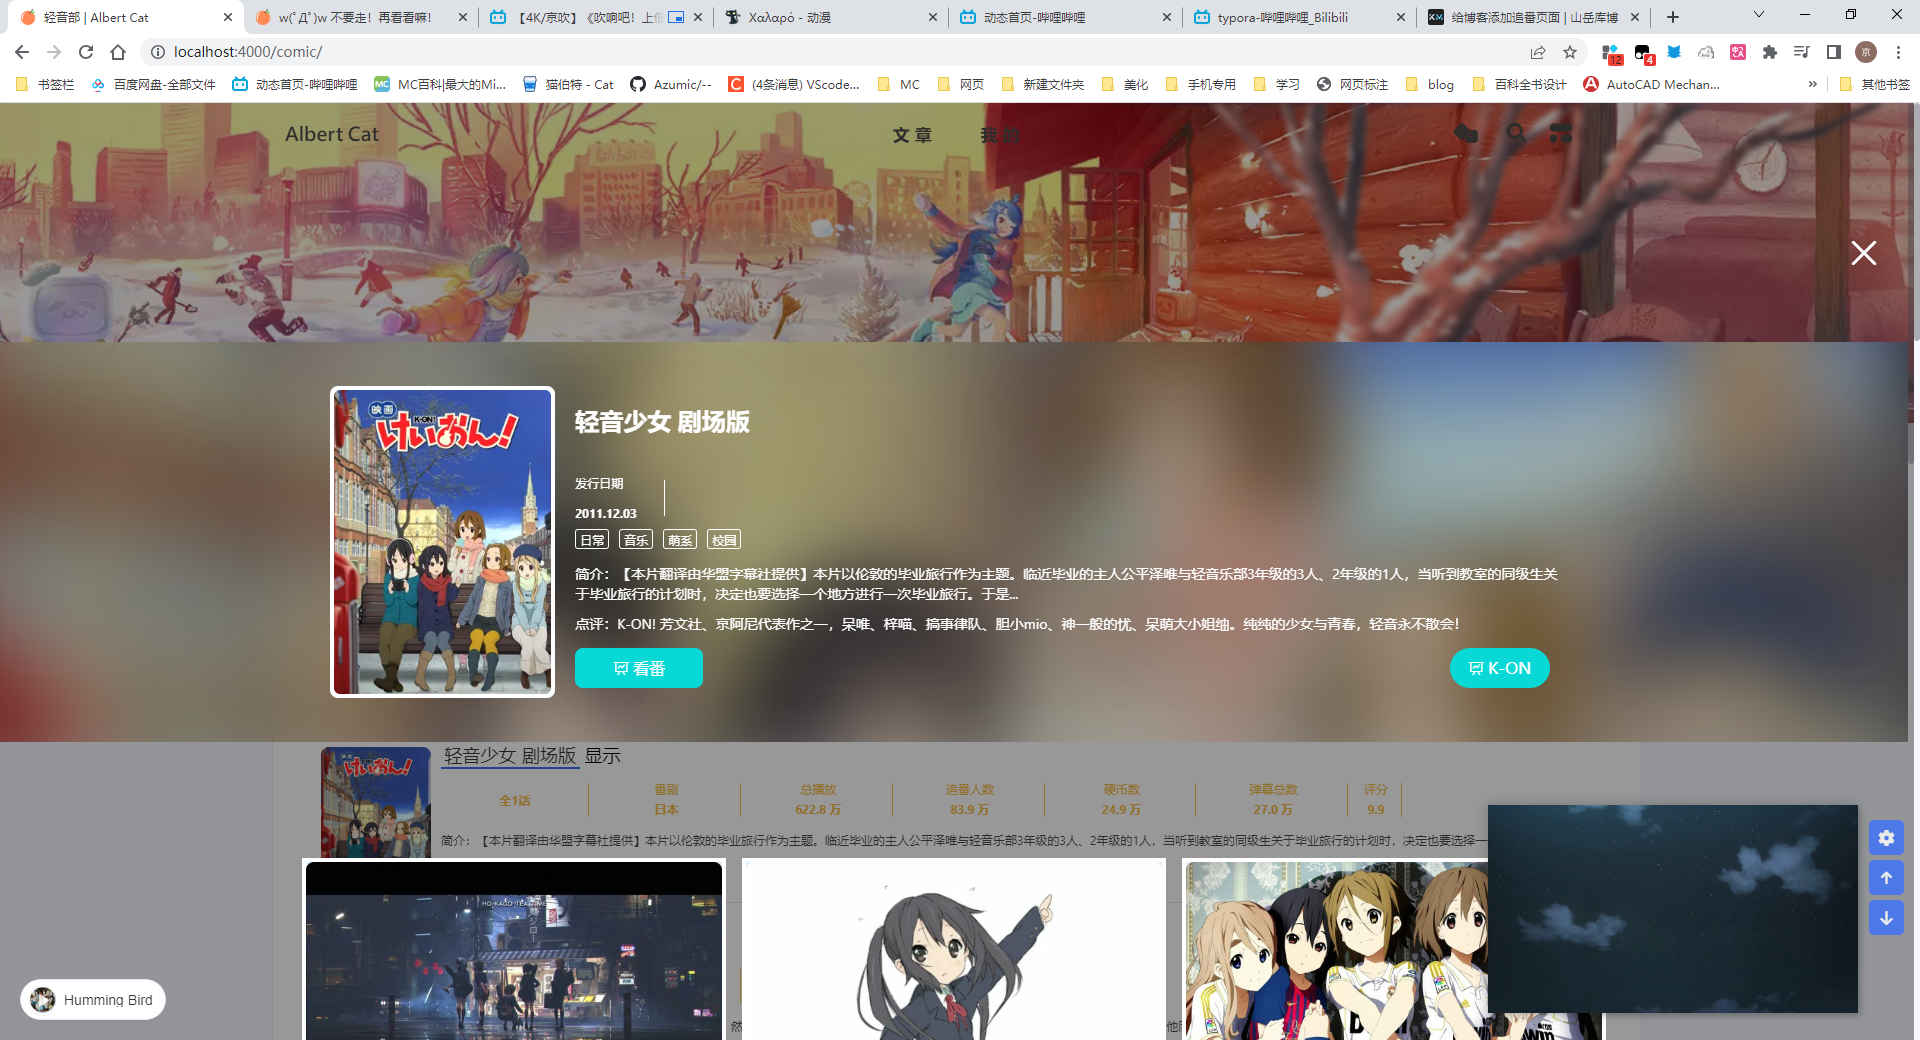 轻音部 | Albert Cat
w(ﾟДﾟ)w 不要走！再看看嘛！
【4K/京吹】《吹响吧！上低
Χαλαρό - 动漫
动态首页-哔哩哔哩
typora-哔哩哔哩_Bilibili
给博客添加追番页面 | 山岳库博
localhost:4000/comic/
12
4
京
书签栏
百度网盘-全部文件
动态首页-哔哩哔哩
MC百科|最大的Mi...
猫伯特 - Cat
Azumic/--
(4条消息) VScode...
MC
网页
新建文件夹
美化
手机专用
学习
网页标注
blog
百科全书设计
AutoCAD Mechan...
»
其他书签
Albert Cat
文章
我的
映画
K-ON!
けいおん!
轻音少女 剧场版
发行日期
2011.12.03
日常
音乐
萌系
校园
简介：【本片翻译由华盟字幕社提供】本片以伦敦的毕业旅行作为主题。临近毕业的主人公平泽唯与轻音乐部3年级的3人、2年级的1人，当听到教室的同级生关
于毕业旅行的计划时，决定也要选择一个地方进行一次毕业旅行。于是...
点评：K-ON! 芳文社、京阿尼代表作之一，呆唯、梓喵、搞事律队、胆小mio、神一般的忧、呆萌大小姐䌷。纯纯的少女与青春，轻音永不散会！
看番
K-ON
けいおん!
轻音少女 剧场版 显示
全1话
番剧
日本
总播放
622.8 万
追番人数
83.9 万
硬币数
24.9 万
弹幕总数
27.0 万
评分
9.9
简介：【本片翻译由华盟字幕社提供】本片以伦敦的毕业旅行作为主题。临近毕业的主人公平泽唯与轻音乐部3年级的3人、2年级的1人，当听到教室的同级生关于毕业旅行的计划时，决定也要选择一
HO-KAGO TEA TIME
Humming Bird
然
他